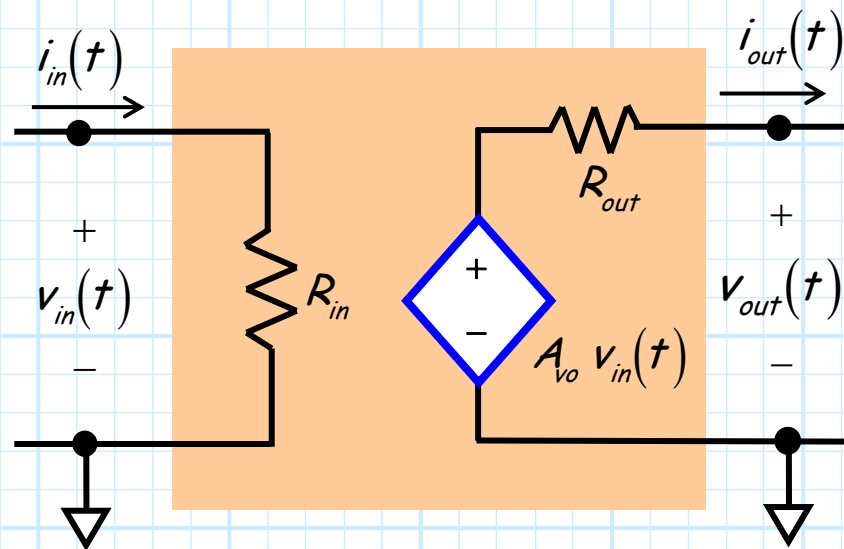 i_in(t)
i_out(t)
R_out
+
+
+
v_in(t)
R_in
−
A_vo v_in(t)
v_out(t)
−
−